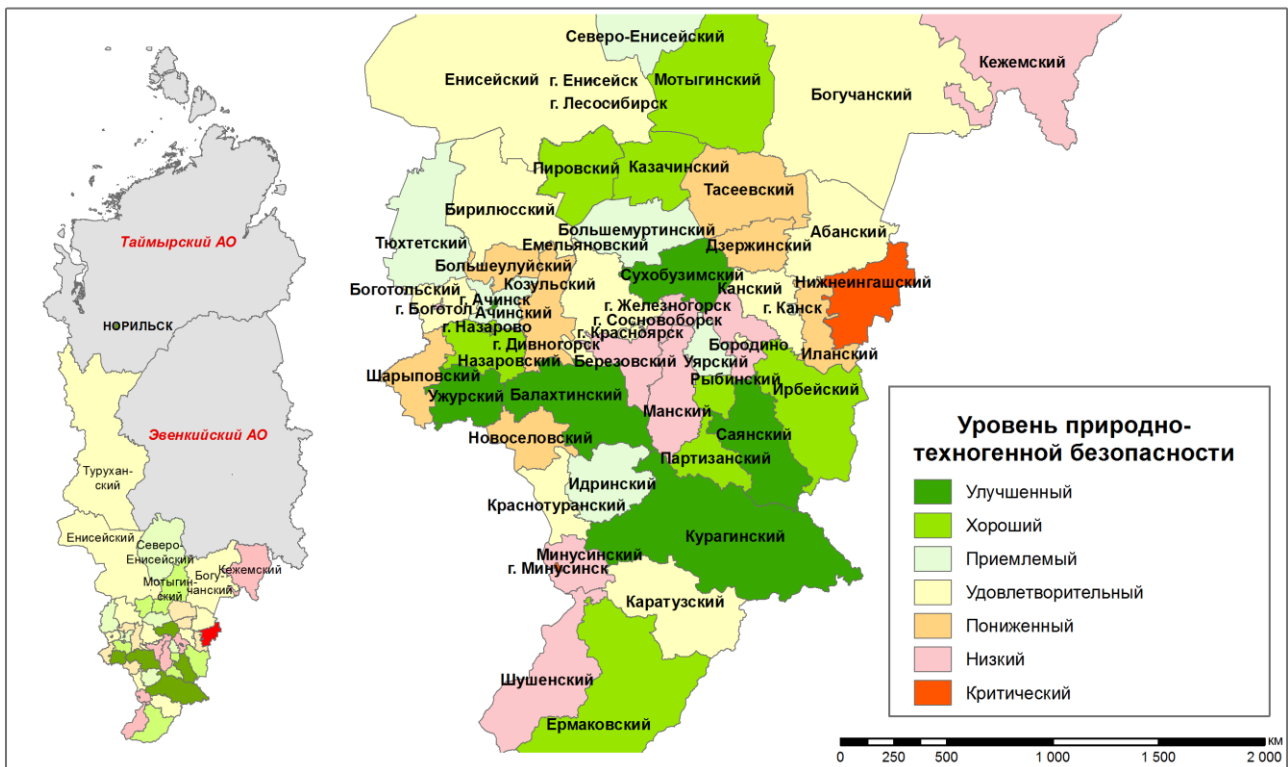 Таймырский АО
НОРИЛЬСК
Эвенкийский АО
Турухан-
ский
Енисейский
Северо-
Енисейский
Мотыгин-
ский
Богу-
чанский
Кежемский
Северо-Енисейский
Кежемский
Енисейский
г. Енисейск
Мотыгинский
г. Лесосибирск
Богучанский
Пировский
Казачинский
Тасеевский
Бирилюсский
Большемуртинский
Абанский
Тюхтетский
Емельяновский
Дзержинский
Большеулуйский
Сухобузимский
Нижнеингашский
Боготольский
Козульский
Канский
г. Ачинск
г. Боготол
Ачинский
г. Железногорск
г. Канск
г. Сосновоборск
г. Назарово
г. Красноярск
г. Дивногорск
Бородино
Иланский
Назаровский
Березовский
Уярский
Шарыповский
Рыбинский
Ирбейский
Ужурский
Балахтинский
Манский
Новоселовский
Саянский
Партизанский
Идринский
Краснотуранский
Курагинский
Минусинский
г. Минусинск
Каратузский
Шушенский
Ермаковский
Уровень природно-
техногенной безопасности
Улучшенный
Хороший
Приемлемый
Удовлетворительный
Пониженный
Низкий
Критический
км
0 250 500 1 000 1 500 2 000